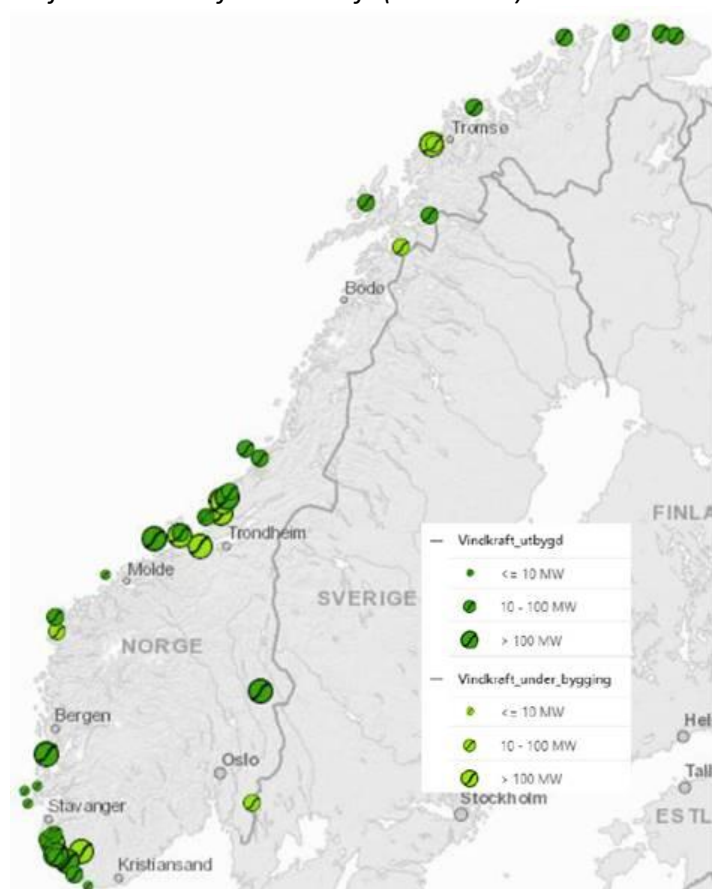 Tromsø
Bodø
Trondheim
Molde
NORGE
SVERIGE
FINLA
Bergen
Oslo
Stavanger
Kristiansand
Stockholm
Hel
Tall
ESTL
Vindkraft_utbygd
<= 10 MW
10 - 100 MW
> 100 MW
Vindkraft_under_bygging
<= 10 MW
10 - 100 MW
> 100 MW